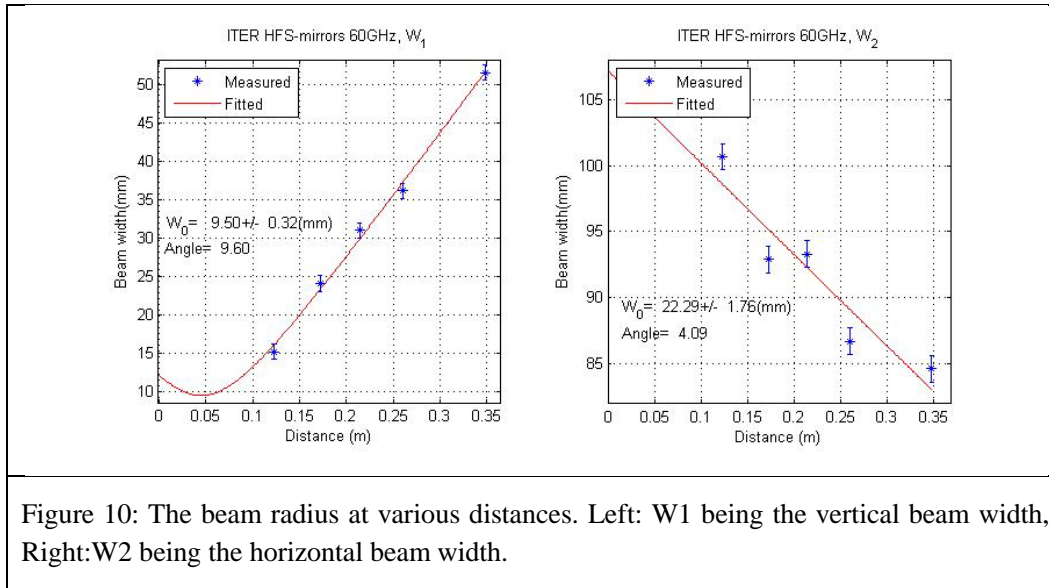 ITER HFS-mirrors 60GHz, W1
Measured
Fitted
50
45
40
35
30
25
20
15
10
Beam width(mm)
W0= 9.50+/- 0.32(mm)
Angle= 9.60
0 0.05 0.1 0.15 0.2 0.25 0.3 0.35
Distance (m)
ITER HFS-mirrors 60GHz, W2
Measured
Fitted
105
100
95
90
85
Beam width(mm)
W0= 22.29+/- 1.76(mm)
Angle= 4.09
0 0.05 0.1 0.15 0.2 0.25 0.3 0.35
Distance (m)
Figure 10: The beam radius at various distances. Left: W1 being the vertical beam width,
Right:W2 being the horizontal beam width.